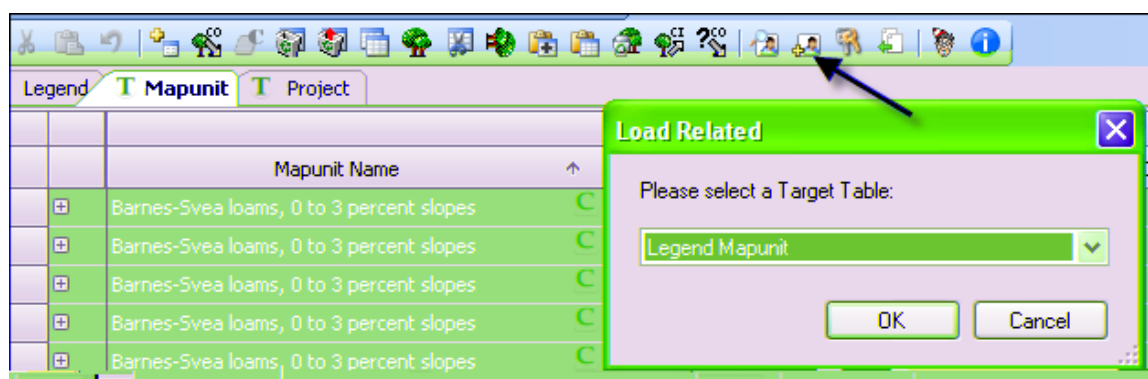 Legend T Mapunit T Project
Mapunit Name
Barnes-Svea loams, 0 to 3 percent slopes C
Barnes-Svea loams, 0 to 3 percent slopes C
Barnes-Svea loams, 0 to 3 percent slopes C
Barnes-Svea loams, 0 to 3 percent slopes C
Barnes-Svea loams, 0 to 3 percent slopes C
Load Related
Please select a Target Table:
Legend Mapunit
OK Cancel